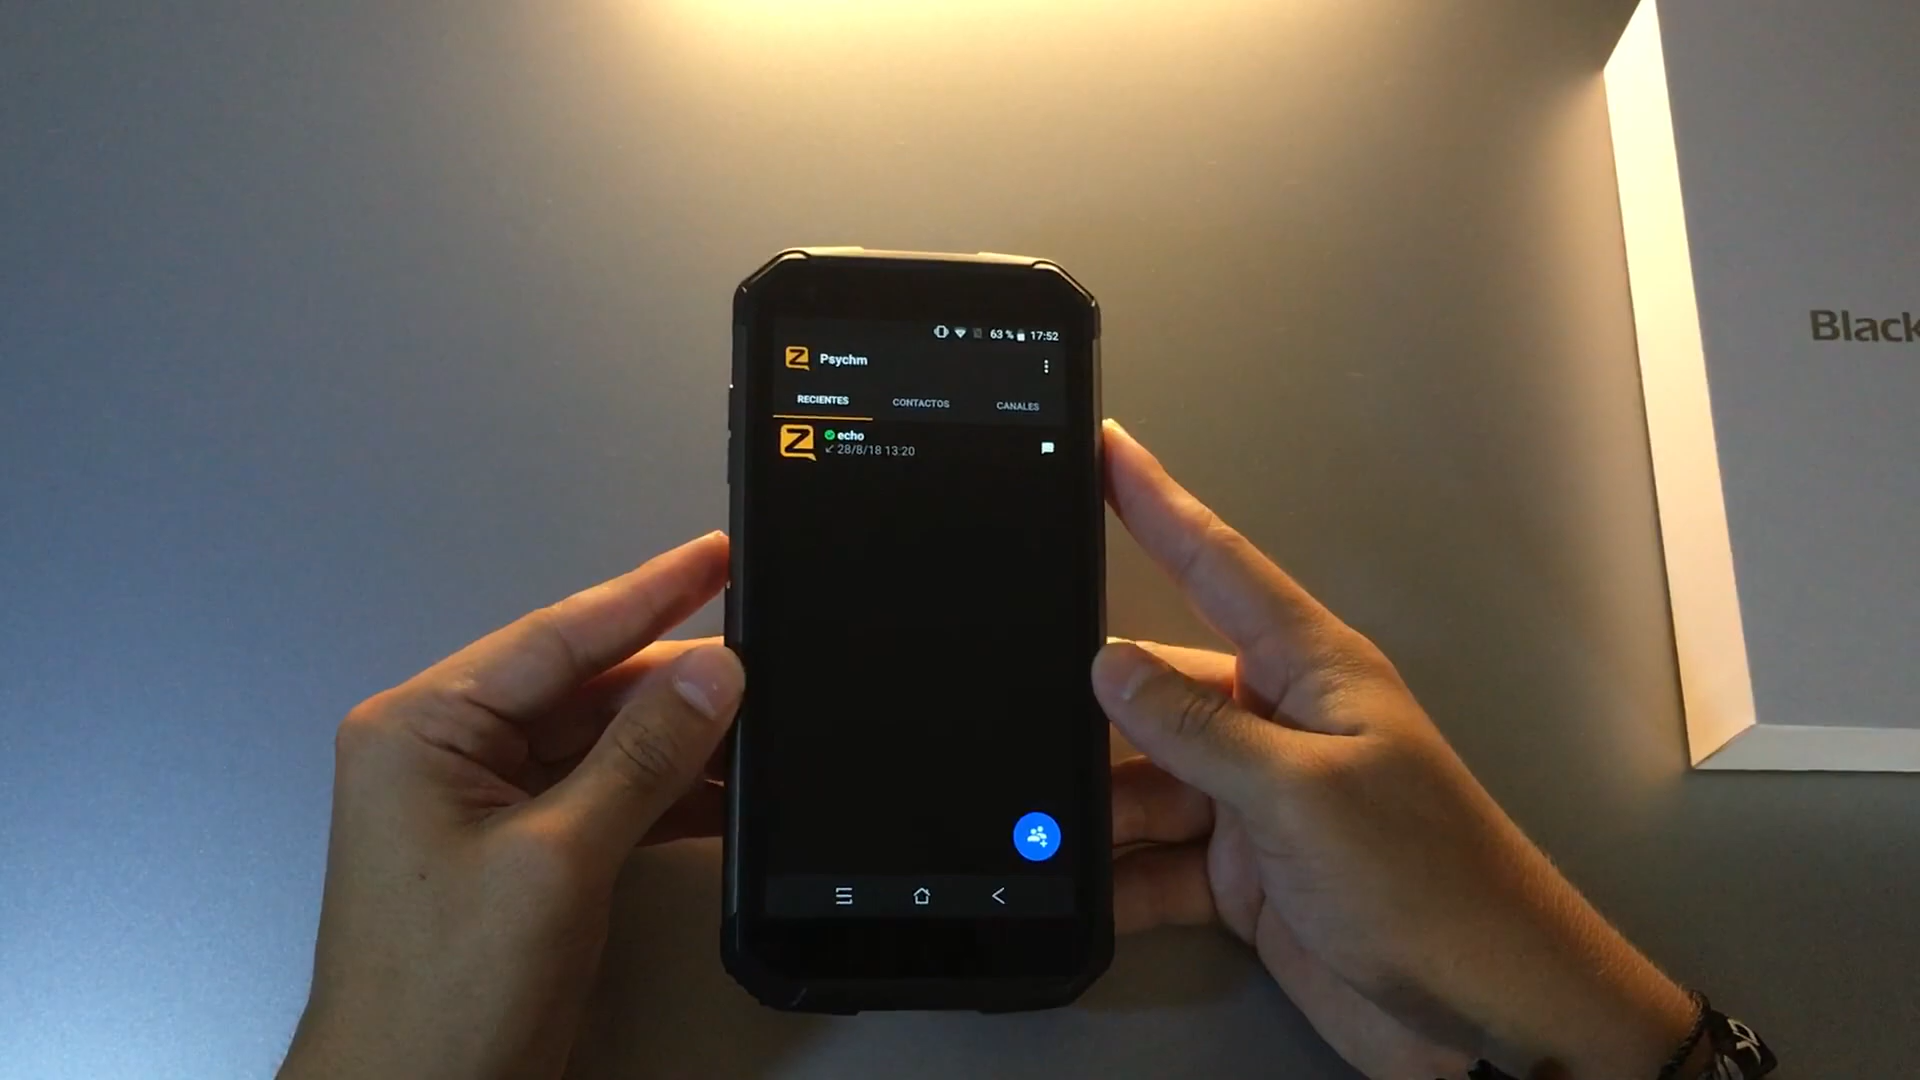 63 % 17:52
Psychm
RECIENTES CONTACTOS CANALES
echo
28/8/18 13:20
Black